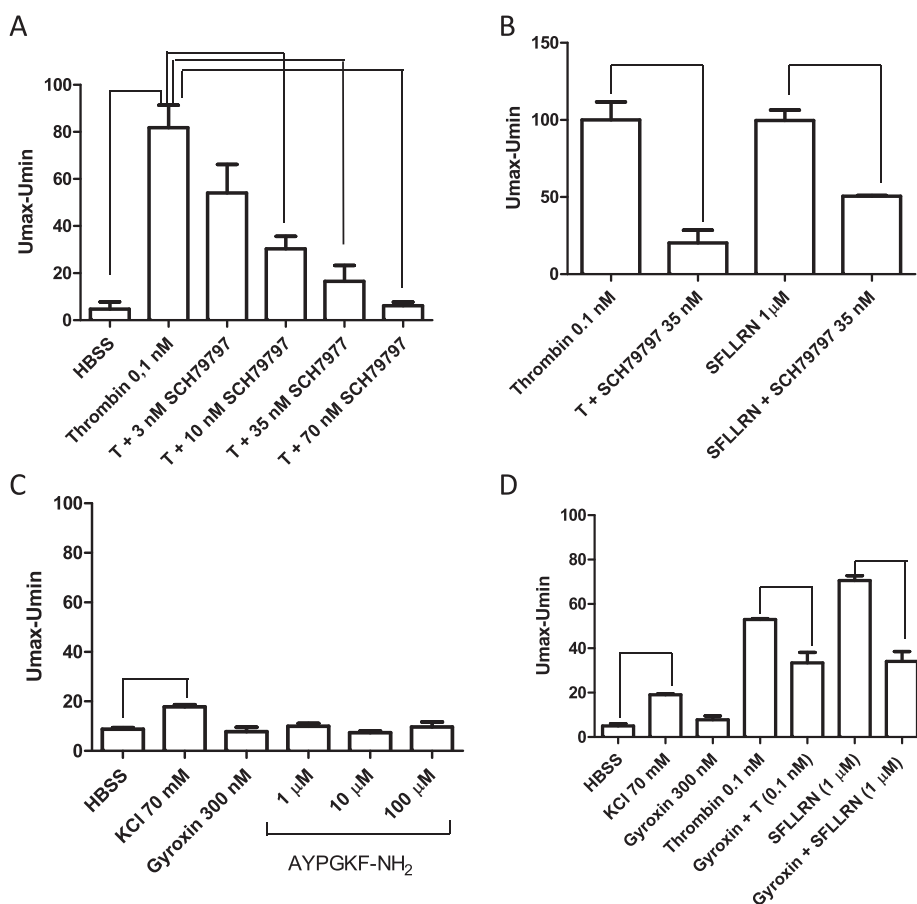 A
Umax-Umin
100
80
60
40
20
0
HBSS
Thrombin 0,1 nM
T + 3 nM SCH79797
T + 10 nM SCH79797
T + 35 nM SCH7977
T + 70 nM SCH79797
B
Umax-Umin
150
100
50
0
Thrombin 0.1 nM
T + SCH79797 35 nM
SFLLRN 1μM
SFLLRN + SCH79797 35 nM
C
Umax-Umin
100
80
60
40
20
0
HBSS
KCl 70 mM
Gyroxin 300 nM
1 μM
10 μM
100 μM
AYPGKF-NH₂
D
Umax-Umin
100
80
60
40
20
0
HBSS
KCl 70 mM
Gyroxin 300 nM
Thrombin 0.1 nM
Gyroxin + T (0.1 nM)
SFLLRN (1 μM)
Gyroxin + SFLLRN (1 μM)